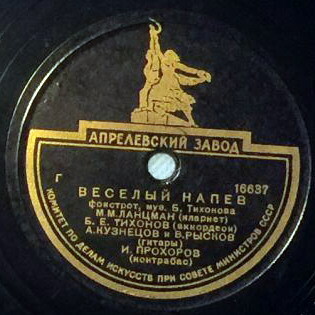 АПРЕЛЕВСКИЙ ЗАВОД
Г 16637
ВЕСЕЛЫЙ НАПЕВ
фокстрот, муз. Б. Тихонова
М. М. ЛАНЦМАН (кларнет)
Б. Е. ТИХОНОВ (аккордеон)
А. КУЗНЕЦОВ и В. РЫСКОВ
(гитары)
И. ПРОХОРОВ
(контрабас)
КОМИТЕТ ПО ДЕЛАМ ИСКУССТВ ПРИ СОВЕТЕ МИНИСТРОВ СССР